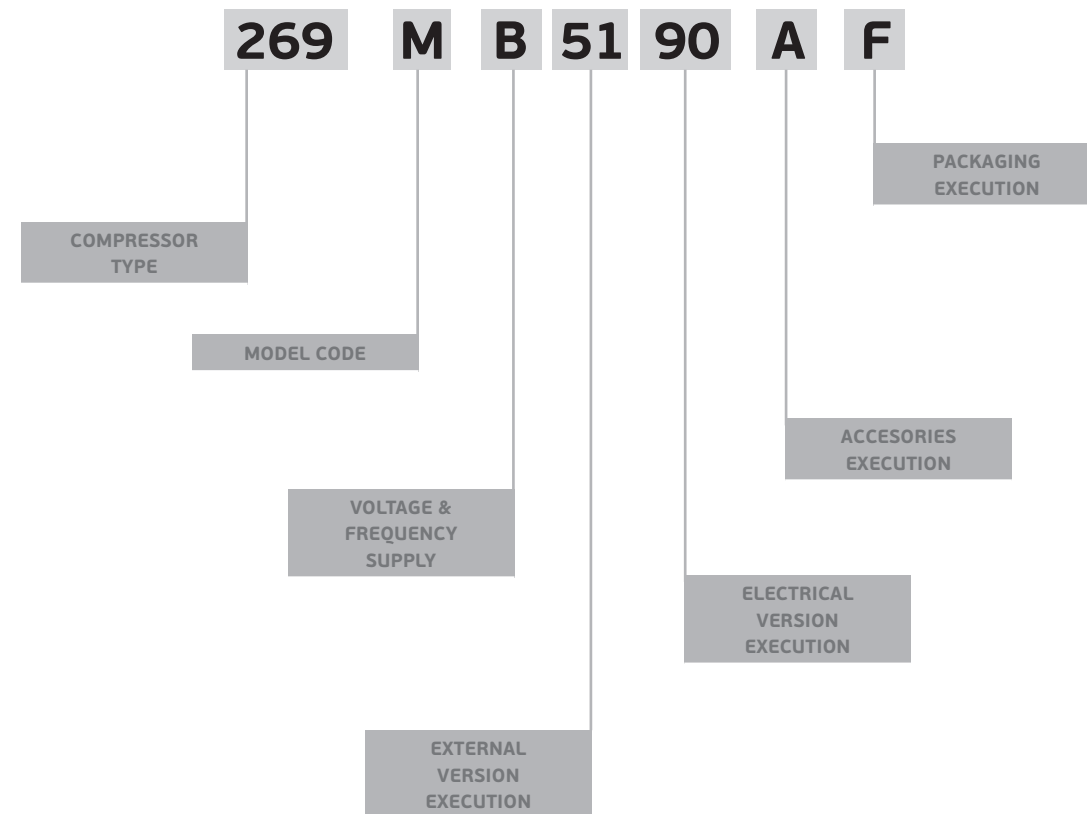 269 M B 51 90 A F
PACKAGING
EXECUTION
COMPRESSOR
TYPE
MODEL CODE
ACCESORIES
EXECUTION
VOLTAGE &
FREQUENCY
SUPPLY
ELECTRICAL
VERSION
EXECUTION
EXTERNAL
VERSION
EXECUTION